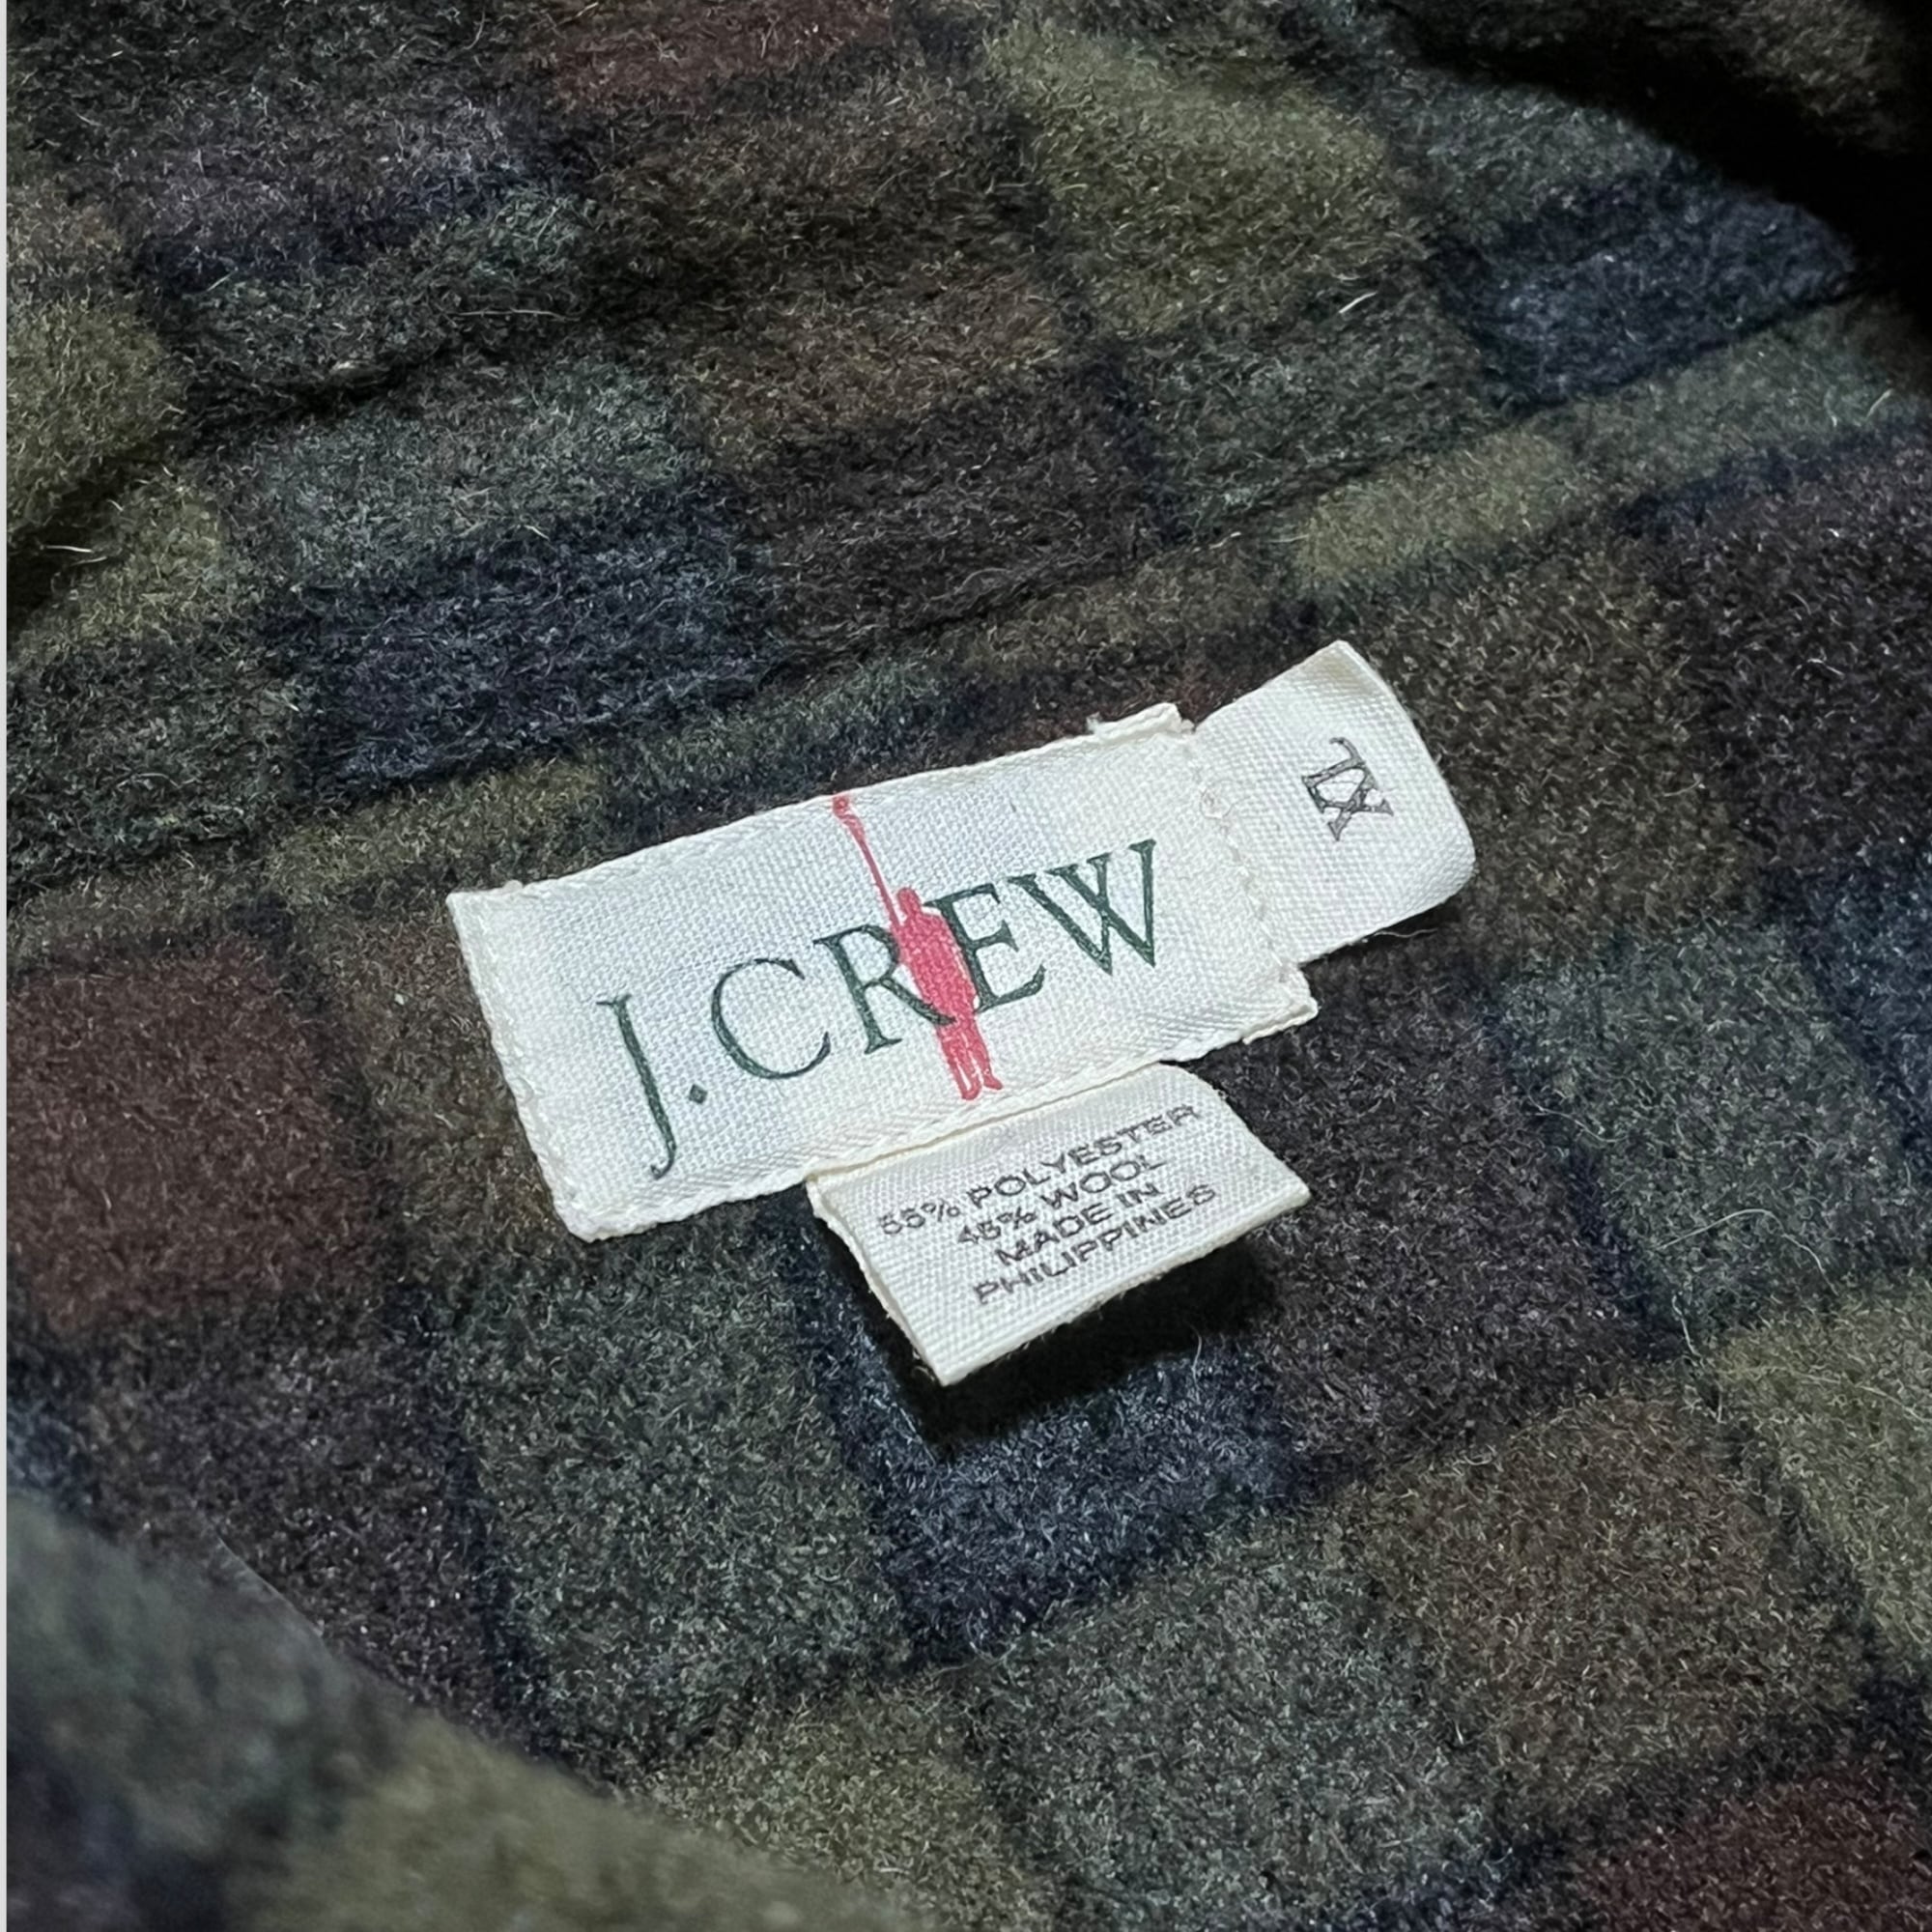 J.CREW
XL
55% POLYESTER
45% WOOL
MADE IN
PHILIPPINES